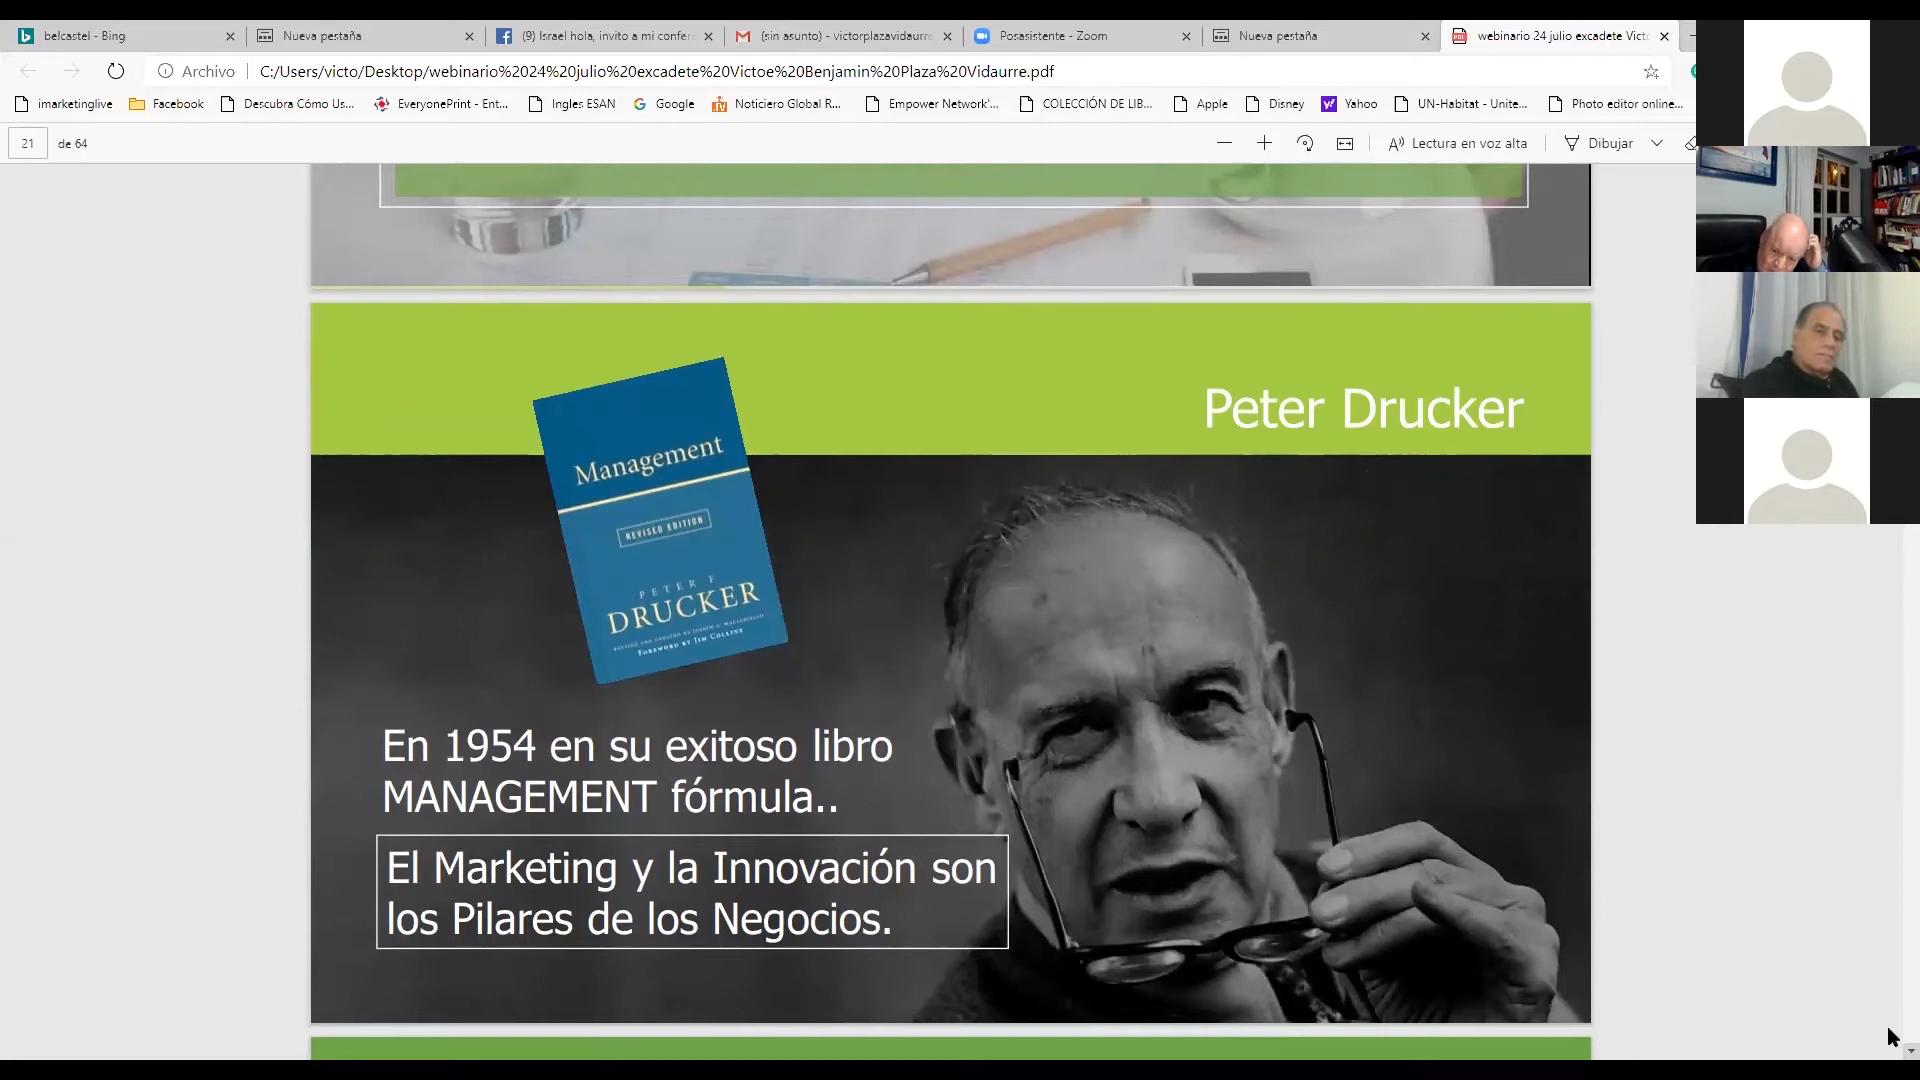 belcastel - Bing
Nueva pestaña
(9) Israel hola, invito a mi confer
(sin asunto) - victorplazavidaurre
Posasistente - Zoom
Nueva pestaña
webinario 24 julio excadete Vict
Archivo
C:/Users/victo/Desktop/webinario%2024%20julio%20excadete%20Victoe%20Benjamin%20Plaza%20Vidaurre.pdf
imarketinglive
Facebook
Descubra Cómo Us...
EveryonePrint - Ent...
Ingles ESAN
Google
Noticiero Global R...
Empower Network'...
COLECCIÓN DE LIB...
Apple
Disney
Yahoo
UN-Habitat - Unite...
Photo editor online...
21 de 64
Lectura en voz alta
Dibujar
Peter Drucker
Management
REVISED EDITION
PETER F
DRUCKER
FOREWORD BY JIM COLLINS
En 1954 en su exitoso libro
MANAGEMENT fórmula..
El Marketing y la Innovación son
los Pilares de los Negocios.